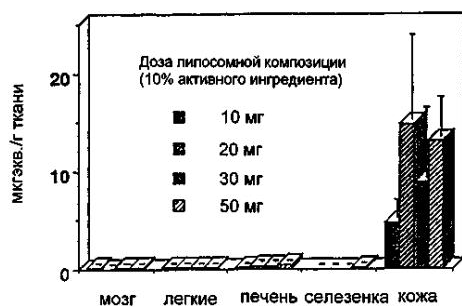 мкгэкв./г ткани
20
10
0
Доза липосомной композиции
(10% активного ингредиента)
10 мг
20 мг
30 мг
50 мг
мозг легкие печень селезенка кожа